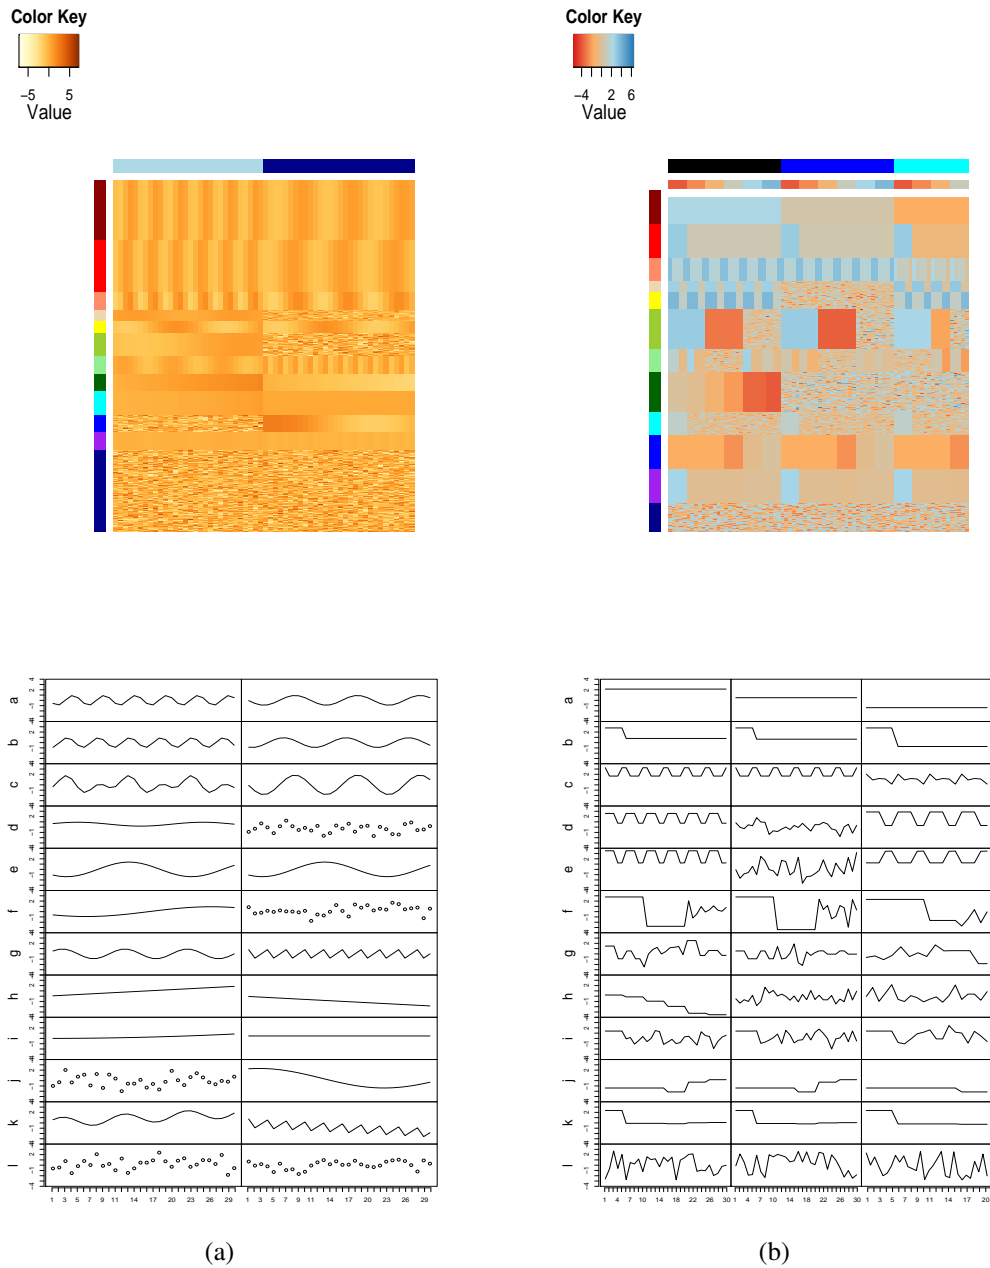 Color Key
−5 5
Value
Color Key
−4 2 6
Value
a
b
c
d
e
f
g
h
i
j
k
l
1 3 5 7 9 11 14 17 20 23 26 29
1 3 5 7 9 11 14 17 20 23 26 29
(a)
a
b
c
d
e
f
g
h
i
j
k
l
1 4 7 10 14 18 22 26 30
1 4 7 10 14 18 22 26 30
1 3 5 7 9 11 14 17 20
(b)